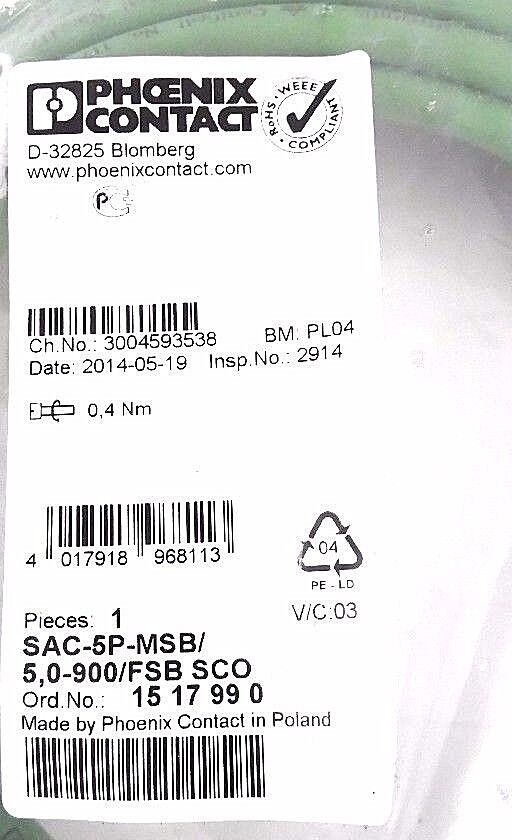 PHŒNIX
CONTACT
WEEE
RoHS
COMPLIANT
D-32825 Blomberg
www.phoenixcontact.com
Ch.No.: 3004593538 BM: PL04
Date: 2014-05-19 Insp.No.: 2914
0,4 Nm
4 017918 968113
04
PE-LD
V/C:03
Pieces: 1
SAC-5P-MSB/
5,0-900/FSB SCO
Ord.No.: 15 17 99 0
Made by Phoenix Contact in Poland